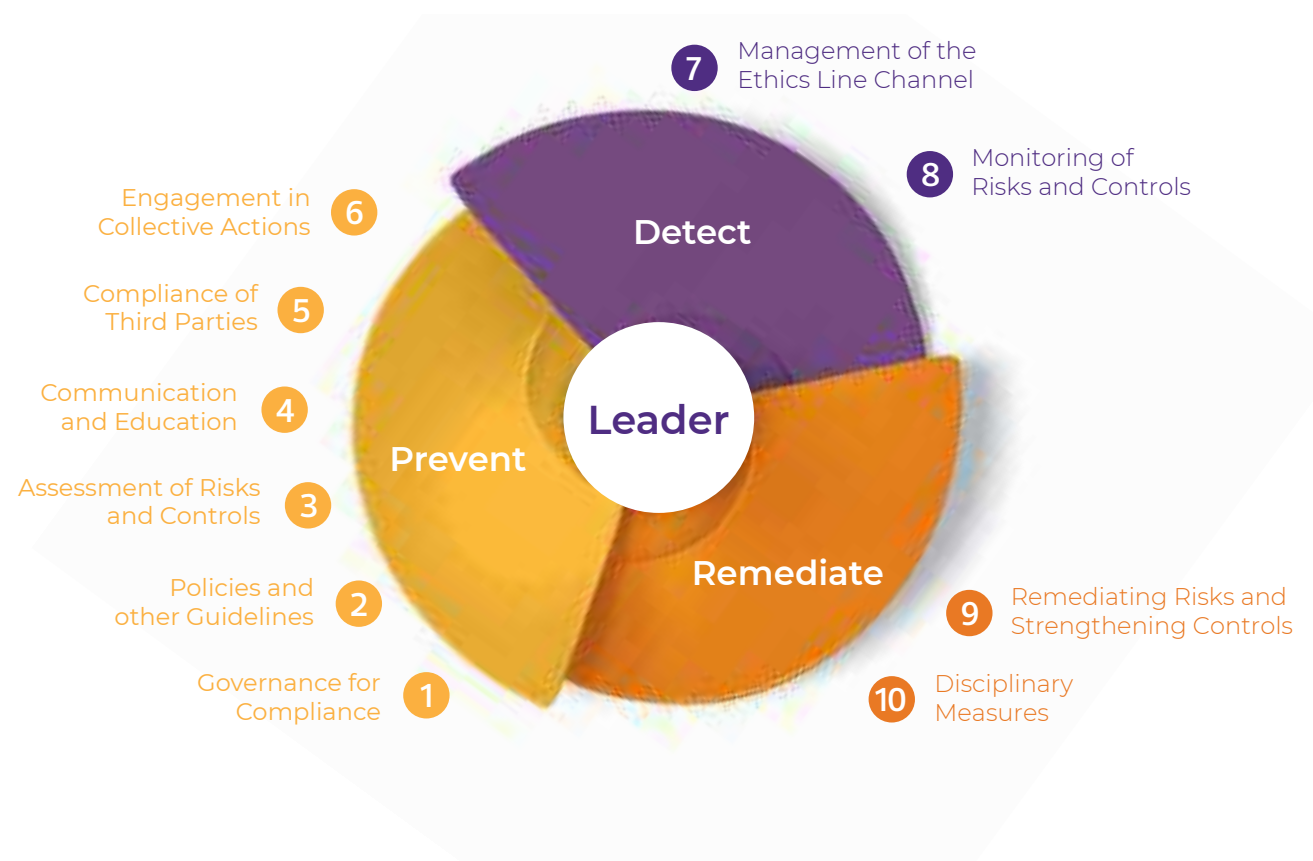 7
Management of the
Ethics Line Channel
8
Monitoring of
Risks and Controls
Engagement in
Collective Actions
6
Detect
Compliance of
Third Parties
5
Communication
and Education
4
Leader
Prevent
Assessment of Risks
and Controls
3
Remediate
Policies and
other Guidelines
2
9
Remediating Risks and
Strengthening Controls
Governance for
Compliance
1
10
Disciplinary
Measures